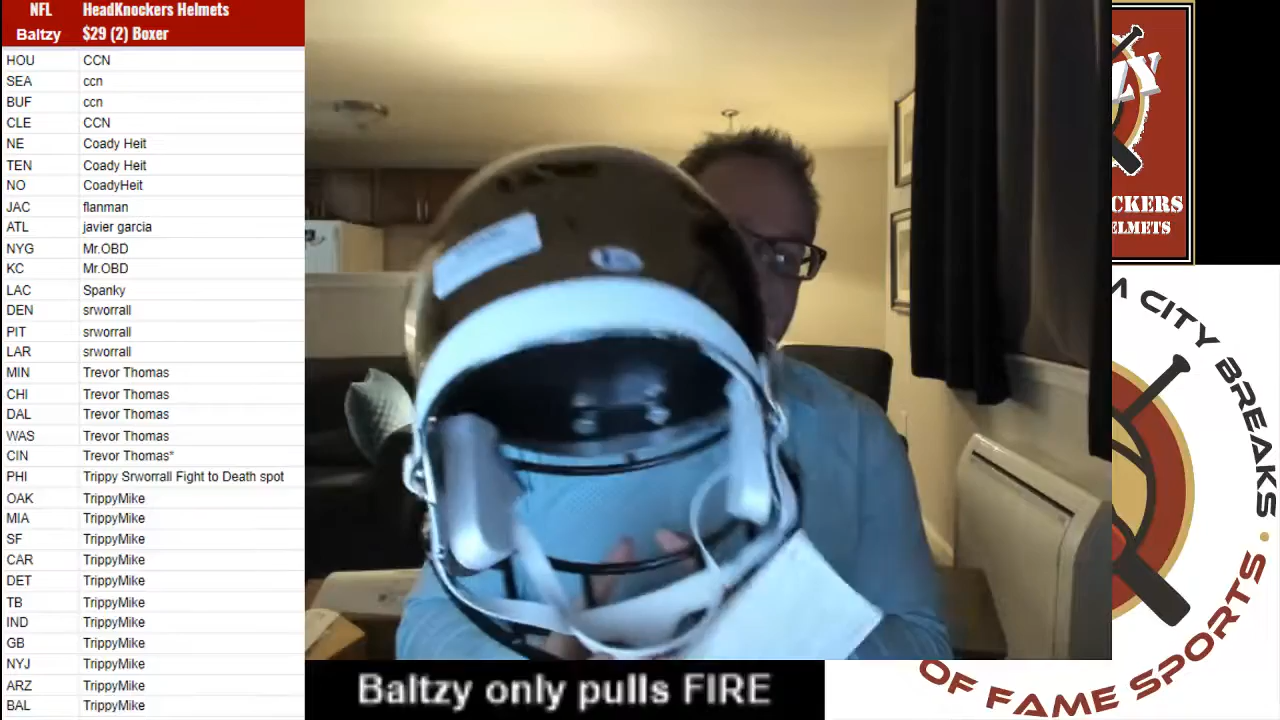 NFL HeadKnockers Helmets
Baltzy $29 (2) Boxer
HOU CCN
SEA ccn
BUF ccn
CLE CCN
NE Coady Heit
TEN Coady Heit
NO CoadyHeit
JAC flanman
ATL javier garcia
NYG Mr.OBD
KC Mr.OBD
LAC Spanky
DEN srworrall
PIT srworrall
LAR srworrall
MIN Trevor Thomas
CHI Trevor Thomas
DAL Trevor Thomas
WAS Trevor Thomas
CIN Trevor Thomas*
PHI Trippy Srworrall Fight to Death spot
OAK TrippyMike
MIA TrippyMike
SF TrippyMike
CAR TrippyMike
DET TrippyMike
TB TrippyMike
IND TrippyMike
GB TrippyMike
NYJ TrippyMike
ARZ TrippyMike
BAL TrippyMike
Baltzy only pulls FIRE
ZY
CKERS
ELMETS
A CITY BREAKS
OF FAME SPORTS